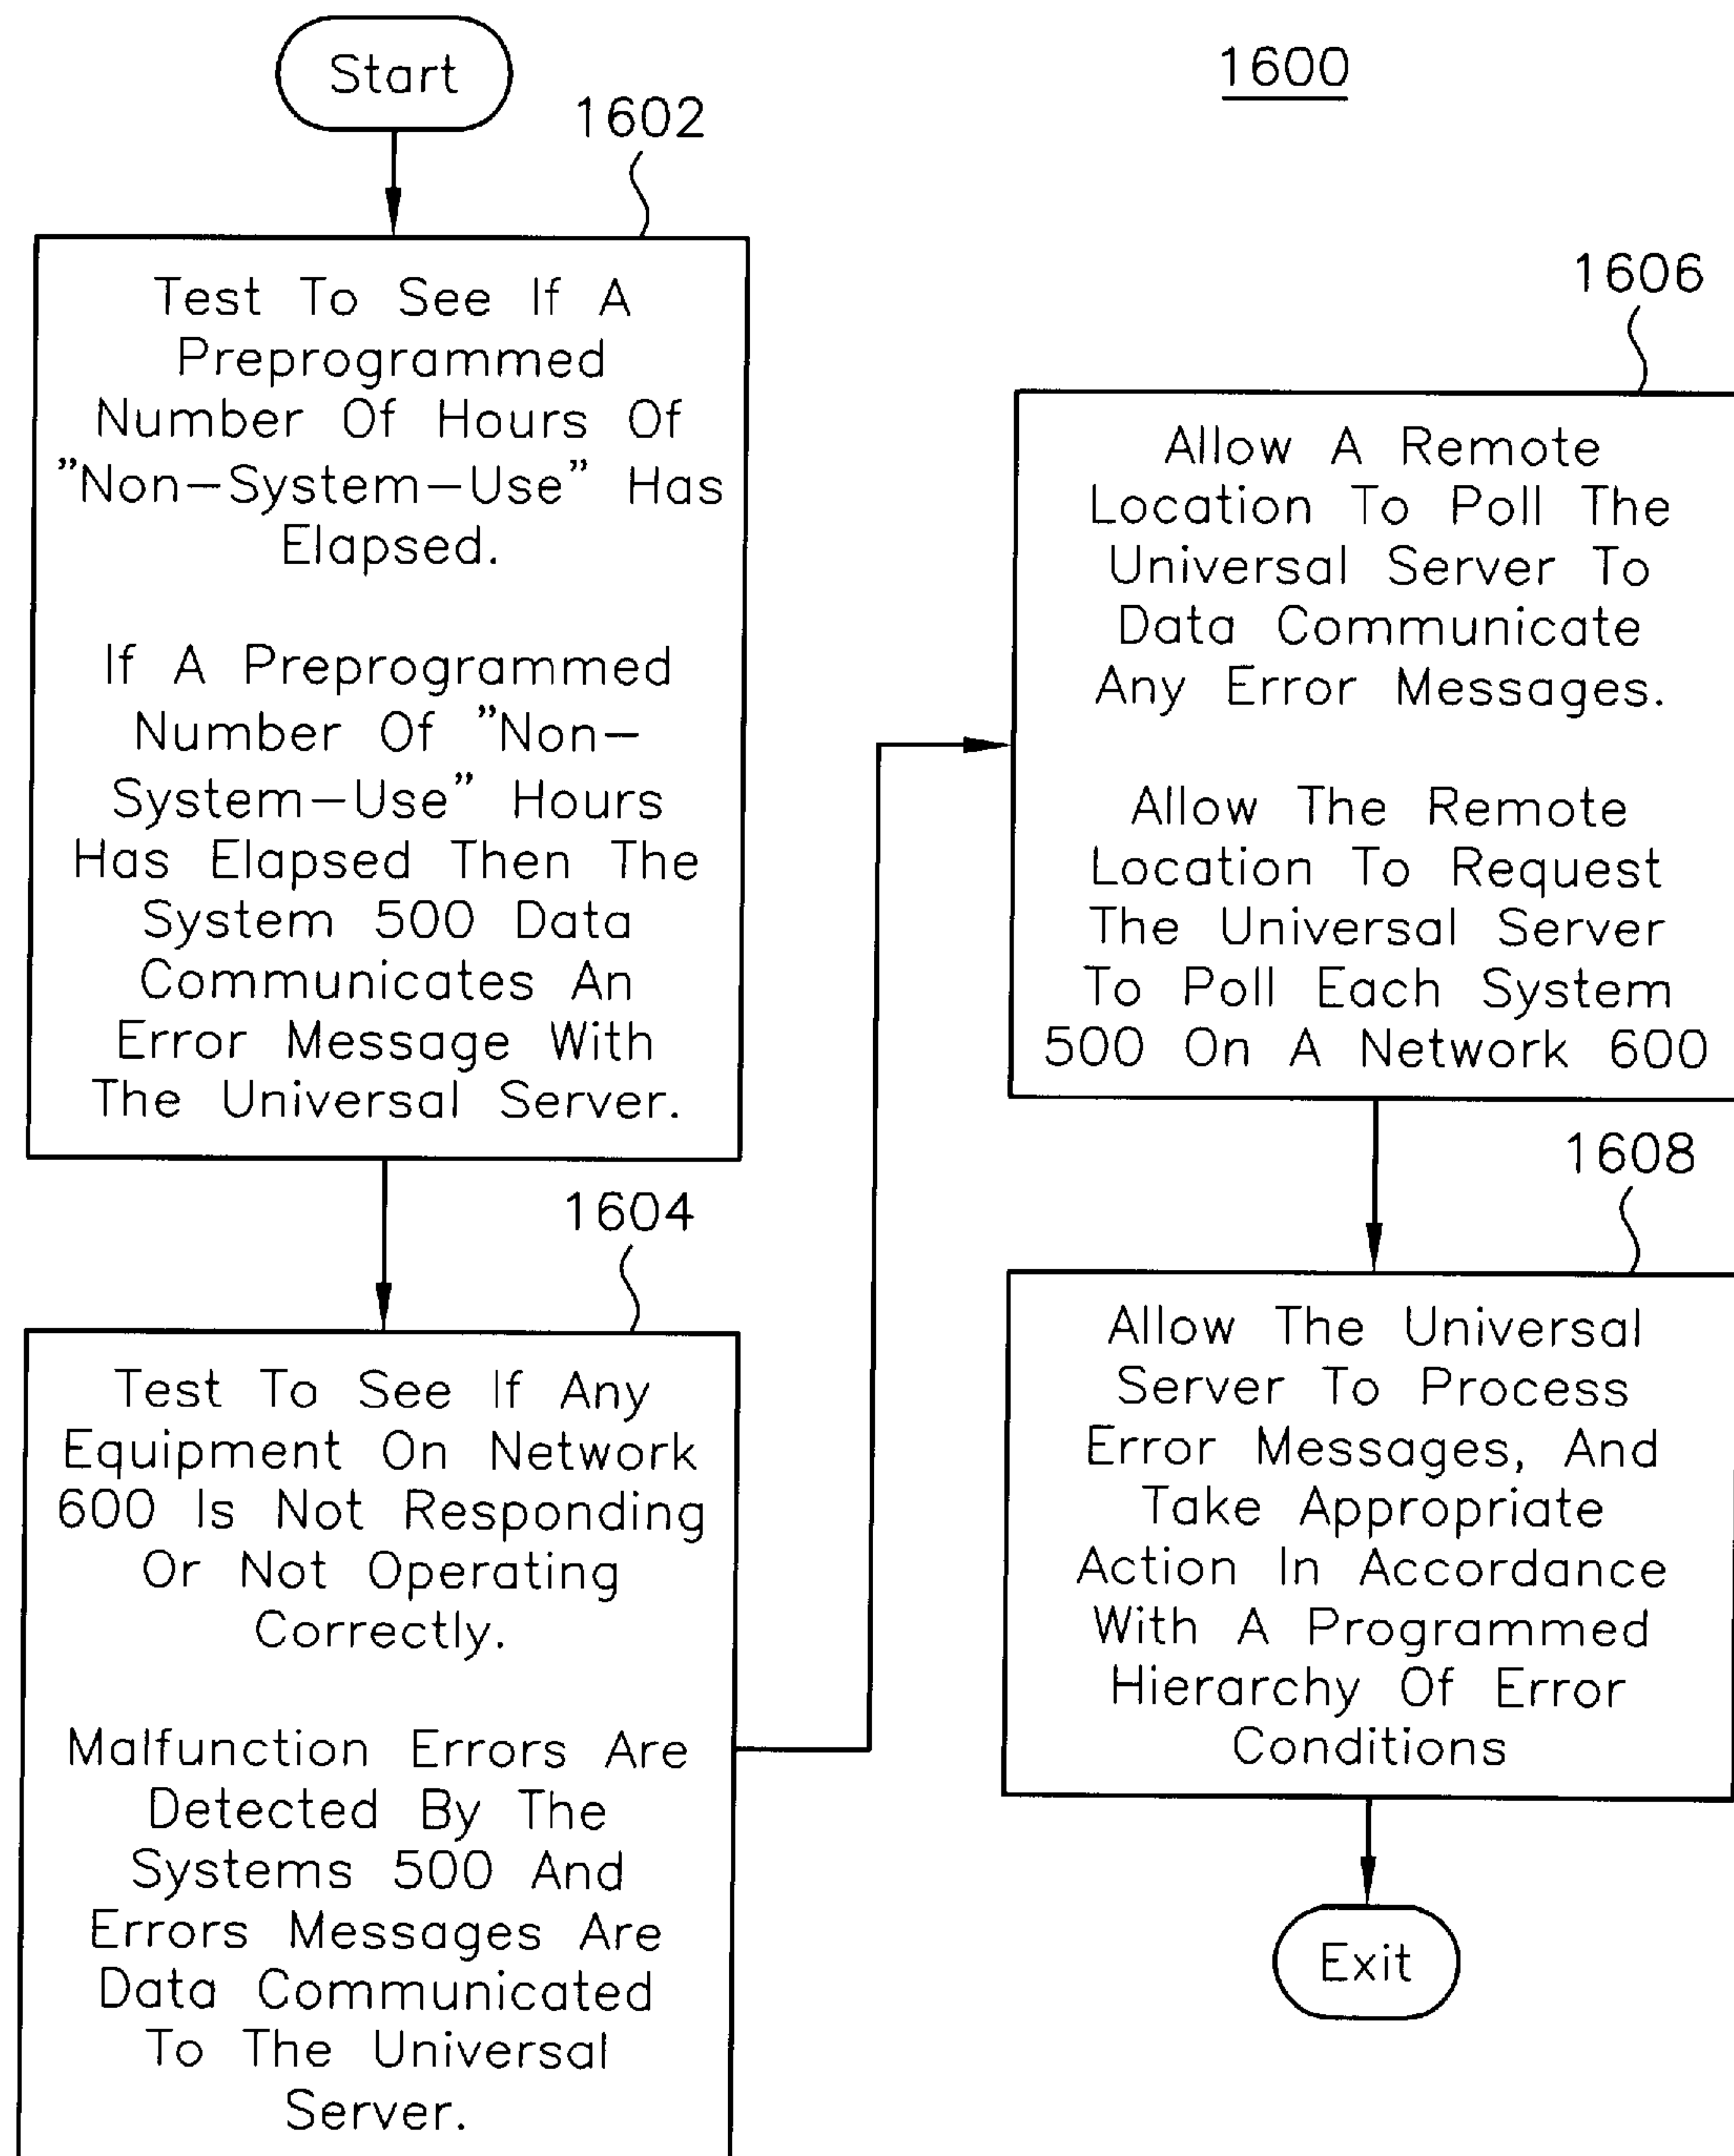 Start
1600
1602
Test To See If A
Preprogrammed
Number Of Hours Of
"Non-System-Use" Has
Elapsed.
If A Preprogrammed
Number Of "Non-
System-Use" Hours
Has Elapsed Then The
System 500 Data
Communicates An
Error Message With
The Universal Server.
1604
Test To See If Any
Equipment On Network
600 Is Not Responding
Or Not Operating
Correctly.
Malfunction Errors Are
Detected By The
Systems 500 And
Errors Messages Are
Data Communicated
To The Universal
Server.
1606
Allow A Remote
Location To Poll The
Universal Server To
Data Communicate
Any Error Messages.
Allow The Remote
Location To Request
The Universal Server
To Poll Each System
500 On A Network 600
1608
Allow The Universal
Server To Process
Error Messages, And
Take Appropriate
Action In Accordance
With A Programmed
Hierarchy Of Error
Conditions
Exit